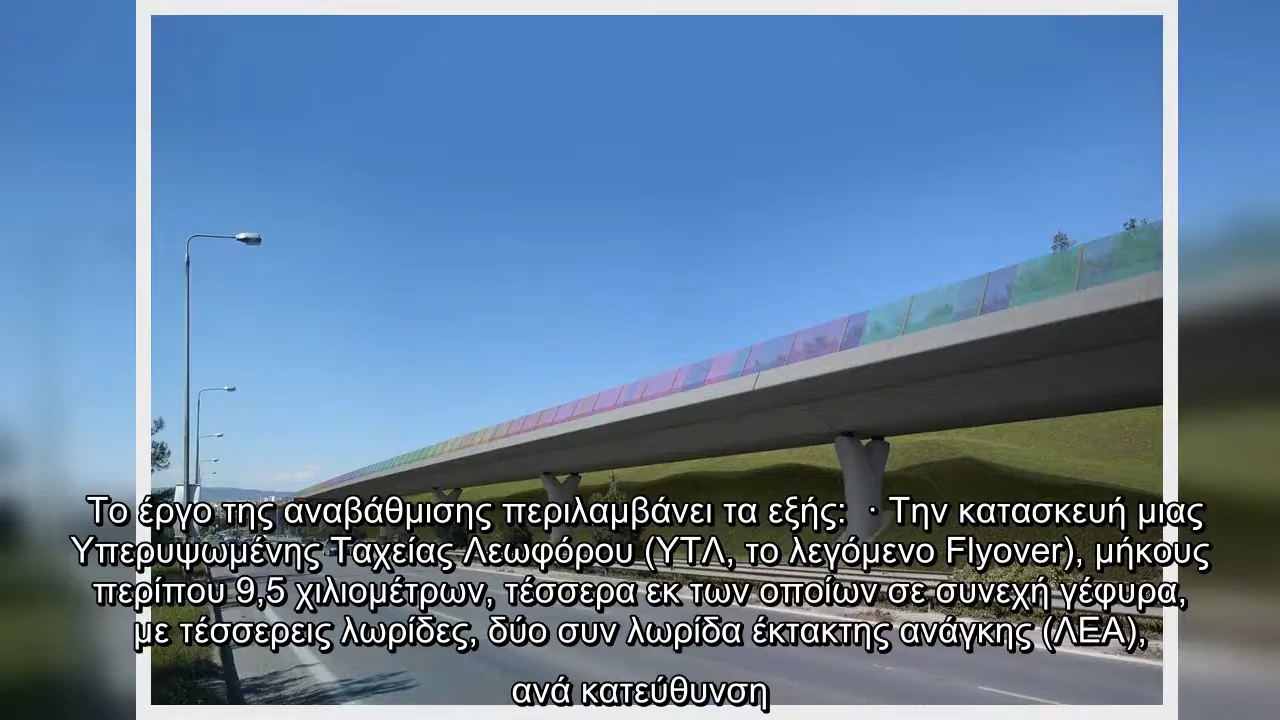 Το έργο της αναβάθμισης περιλαμβάνει τα εξής:  · Την κατασκευή μιας
Υπερυψωμένης Ταχείας Λεωφόρου (ΥΤΛ, το λεγόμενο Flyover), μήκους
περίπου 9,5 χιλιομέτρων, τέσσερα εκ των οποίων σε συνεχή γέφυρα,
με τέσσερεις λωρίδες, δύο συν λωρίδα έκτακτης ανάγκης (ΛΕΑ),
ανά κατεύθυνση